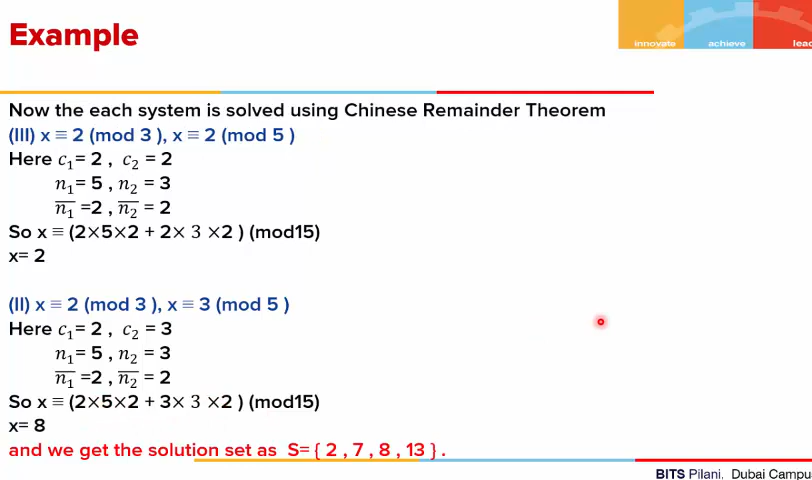 Example
innovate achieve lead
Now the each system is solved using Chinese Remainder Theorem
(III) x ≡ 2 (mod 3 ), x ≡ 2 (mod 5 )
Here c₁= 2 , c₂ = 2
n₁= 5 , n₂ = 3
n̅₁ =2 , n̅₂ = 2
So x ≡ (2×5×2 + 2× 3 ×2 ) (mod15)
x= 2
(II) x ≡ 2 (mod 3 ), x ≡ 3 (mod 5 )
Here c₁= 2 , c₂ = 3
n₁= 5 , n₂ = 3
n̅₁ =2 , n̅₂ = 2
So x ≡ (2×5×2 + 3× 3 ×2 ) (mod15)
x= 8
and we get the solution set as S= { 2 , 7 , 8 , 13 } .
BITS Pilani, Dubai Campu